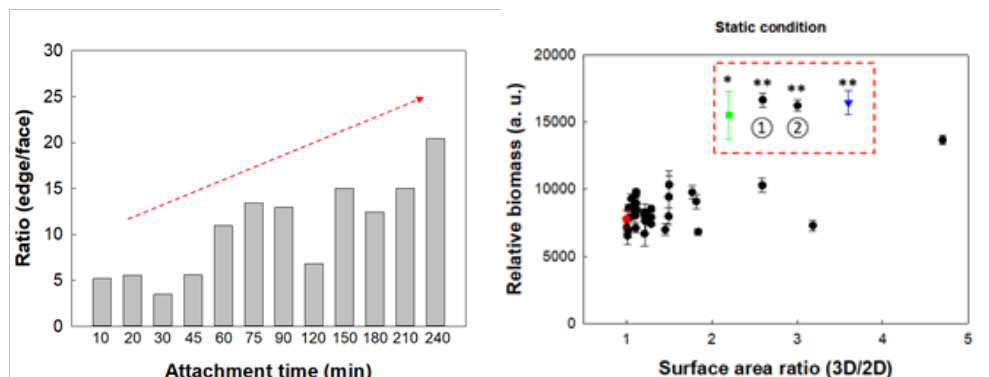 30
25
20
15
10
5
0
Ratio (edge/face)
10 20 30 45 60 75 90 120 150 180 210 240
Attachment time (min)
Static condition
20000
15000
10000
5000
0
Relative biomass (a. u.)
* ** ** **
① ②
1 2 3 4 5
Surface area ratio (3D/2D)